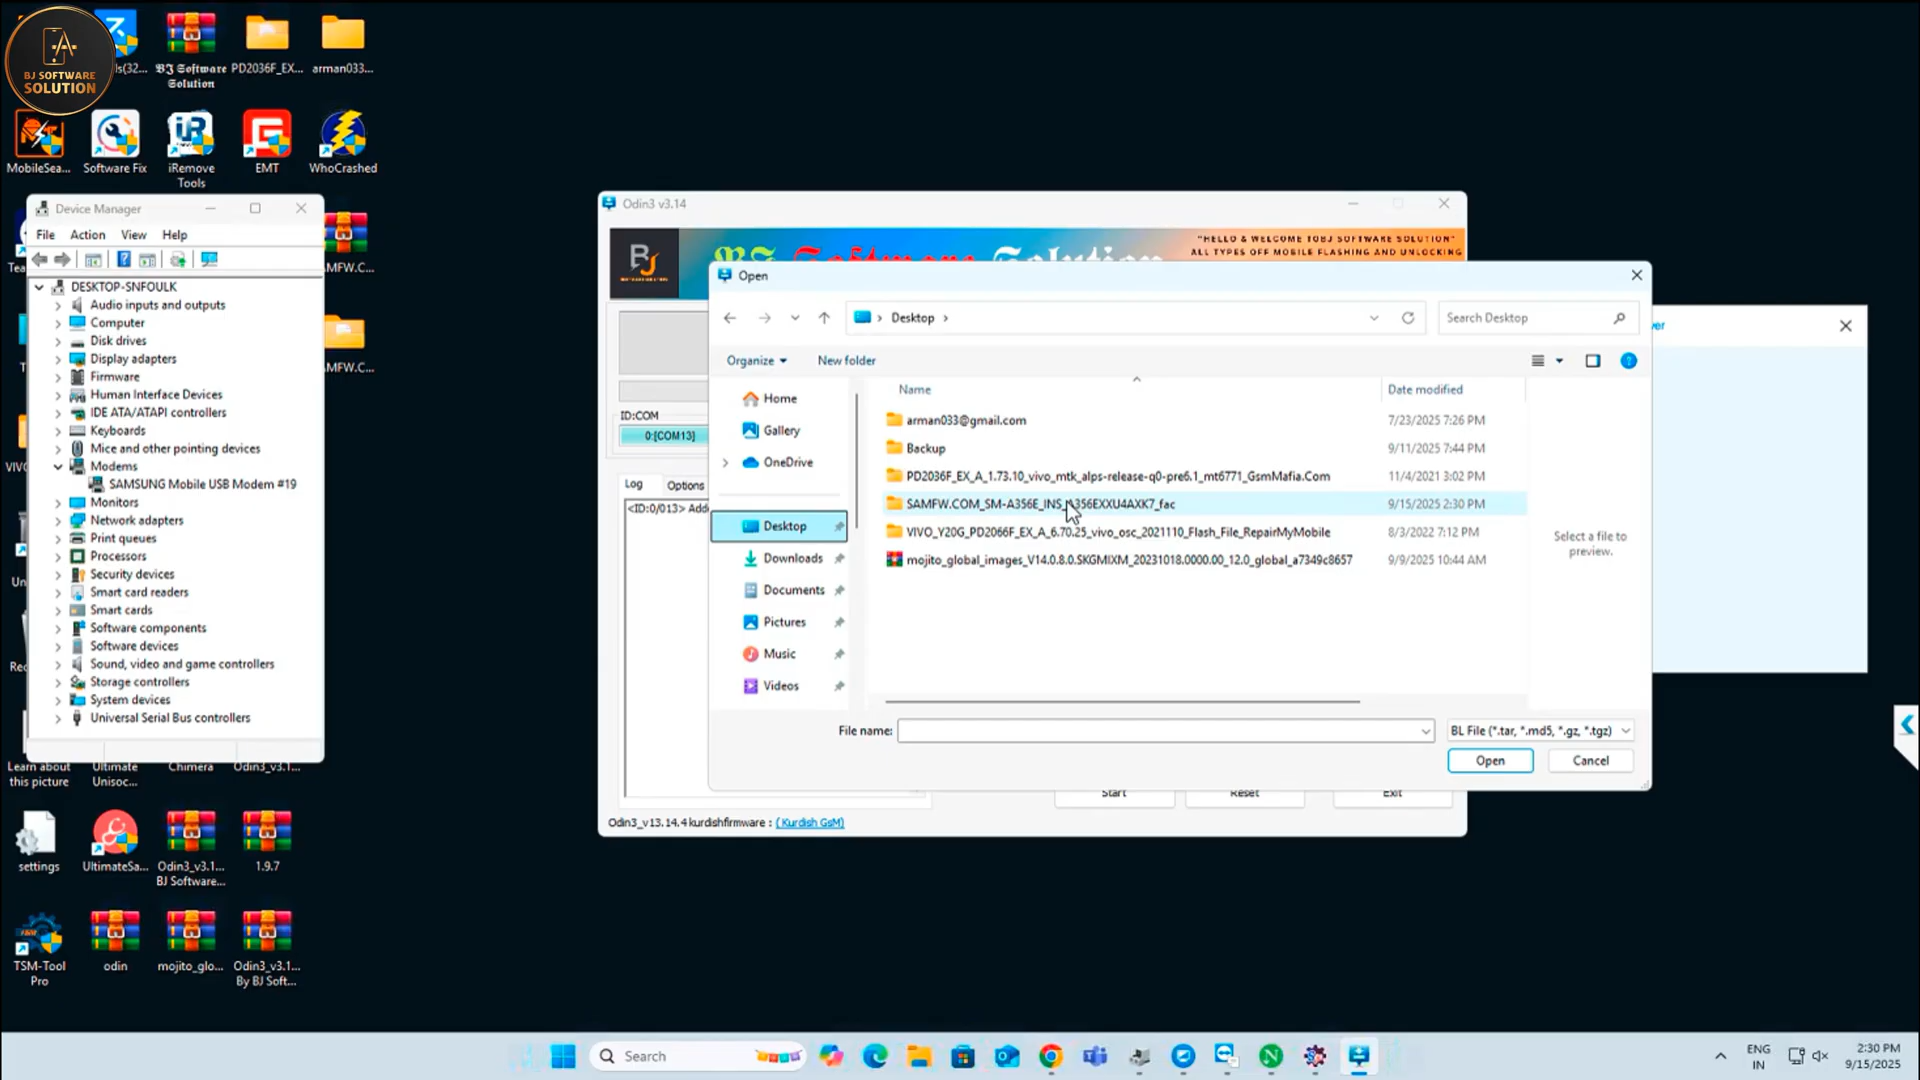 BJ SOFTWARE
SOLUTION
ls(32...
𝕭𝕵 𝕾𝖔𝖋𝖙𝖜𝖆𝖗𝖊
𝕾𝖔𝖑𝖚𝖙𝖎𝖔𝖓
PD2036F_EX...
arman033...
MobileSea...
Software Fix
iRemove
Tools
EMT
WhoCrashed
Device Manager
File Action View Help
DESKTOP-SNFOULK
Audio inputs and outputs
Computer
Disk drives
Display adapters
Firmware
Human Interface Devices
IDE ATA/ATAPI controllers
Keyboards
Mice and other pointing devices
Modems
SAMSUNG Mobile USB Modem #19
Monitors
Network adapters
Print queues
Processors
Security devices
Smart card readers
Smart cards
Software components
Software devices
Sound, video and game controllers
Storage controllers
System devices
Universal Serial Bus controllers
AMFW.C...
AMFW.C...
Learn about
this picture
Ultimate
Unisoc...
Chimera
Odin3_v3.1...
settings
UltimateSa...
Odin3_v3.1...
BJ Software...
1.9.7
TSM-Tool
Pro
odin
mojito_glo...
Odin3_v3.1...
By BJ Soft...
Odin3 v3.14
BJ Software Solution
"HELLO & WELCOME TOBJ SOFTWARE SOLUTION"
ALL TYPES OFF MOBILE FLASHING AND UNLOCKING
ID:COM
0:[COM13]
Log Options
<ID:0/013> Add
Start Reset Exit
Odin3_v13.14.4 kurdishfirmware : ( Kurdish GsM)
Open
Desktop
Search Desktop
Organize New folder
Home
Gallery
OneDrive
Desktop
Downloads
Documents
Pictures
Music
Videos
Name Date modified
arman033@gmail.com 7/23/2025 7:26 PM
Backup 9/11/2025 7:44 PM
PD2036F_EX_A_1.73.10_vivo_mtk_alps-release-q0-pre6.1_mt6771_GsmMafia.Com 11/4/2021 3:02 PM
SAMFW.COM_SM-A356E_INS_A356EXXU4AXK7_fac 9/15/2025 2:30 PM
VIVO_Y20G_PD2066F_EX_A_6.70.25_vivo_osc_2021110_Flash_File_RepairMyMobile 8/3/2022 7:12 PM
mojito_global_images_V14.0.8.0.SKGMIXM_20231018.0000.00_12.0_global_a7349c8657 9/9/2025 10:44 AM
Select a file to
preview.
File name:
BL File (*.tar, *.md5, *.gz, *.tgz)
Open Cancel
Search
ENG
IN
2:30 PM
9/15/2025